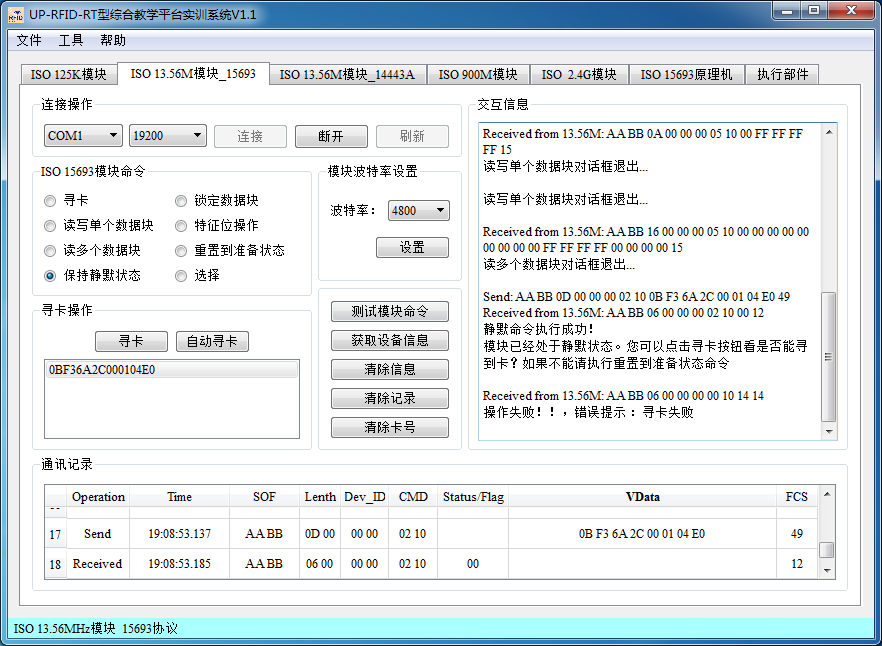 UP-RFID-RT型综合教学平台实训系统V1.1
文件 工具 帮助
ISO 125K模块 ISO 13.56M模块_15693 ISO 13.56M模块_14443A ISO 900M模块 ISO 2.4G模块 ISO 15693原理机 执行部件
连接操作
COM1 19200 连接 断开 刷新
ISO 15693模块命令
寻卡 锁定数据块
读写单个数据块 特征位操作
读多个数据块 重置到准备状态
保持静默状态 选择
模块波特率设置
波特率： 4800
设置
寻卡操作
寻卡 自动寻卡
0BF36A2C000104E0
测试模块命令
获取设备信息
清除信息
清除记录
清除卡号
交互信息
Received from 13.56M: AA BB 0A 00 00 00 05 10 00 FF FF FF
FF 15
读写单个数据块对话框退出...
读写单个数据块对话框退出...
Received from 13.56M: AA BB 16 00 00 00 05 10 00 00 00 00 00
00 00 00 00 FF FF FF FF 00 00 00 00 15
读多个数据块对话框退出...
Send: AA BB 0D 00 00 00 02 10 0B F3 6A 2C 00 01 04 E0 49
Received from 13.56M: AA BB 06 00 00 00 02 10 00 12
静默命令执行成功！
模块已经处于静默状态。您可以点击寻卡按钮看是否能寻
到卡？如果不能请执行重置到准备状态命令
Received from 13.56M: AA BB 06 00 00 00 00 10 14 14
操作失败！！，错误提示：寻卡失败
通讯记录
Operation Time SOF Lenth Dev_ID CMD Status/Flag VData FCS
17 Send 19:08:53.137 AA BB 0D 00 00 00 02 10 0B F3 6A 2C 00 01 04 E0 49
18 Received 19:08:53.185 AA BB 06 00 00 00 02 10 00 12
ISO 13.56MHz模块 15693协议